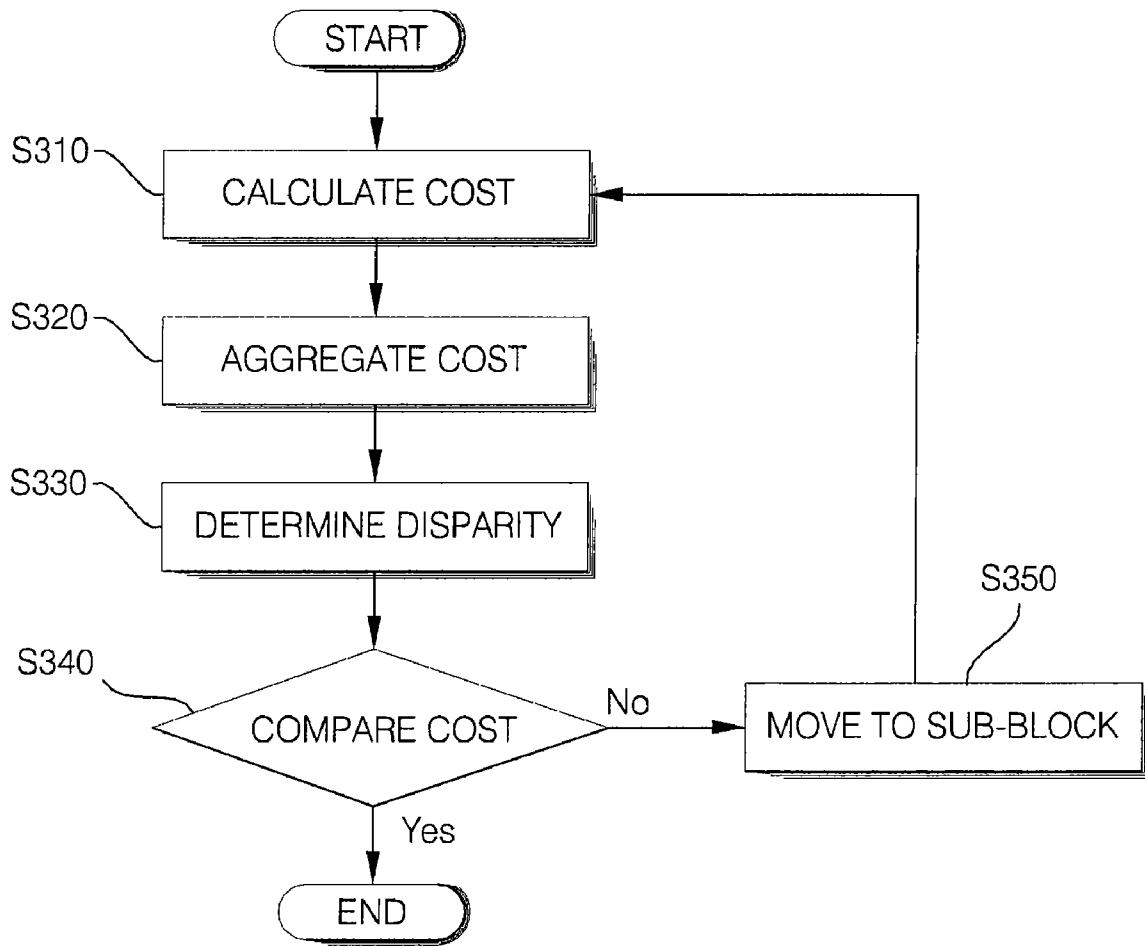 START
S310
CALCULATE COST
S320
AGGREGATE COST
S330
DETERMINE DISPARITY
S340
COMPARE COST
No
S350
MOVE TO SUB-BLOCK
Yes
END